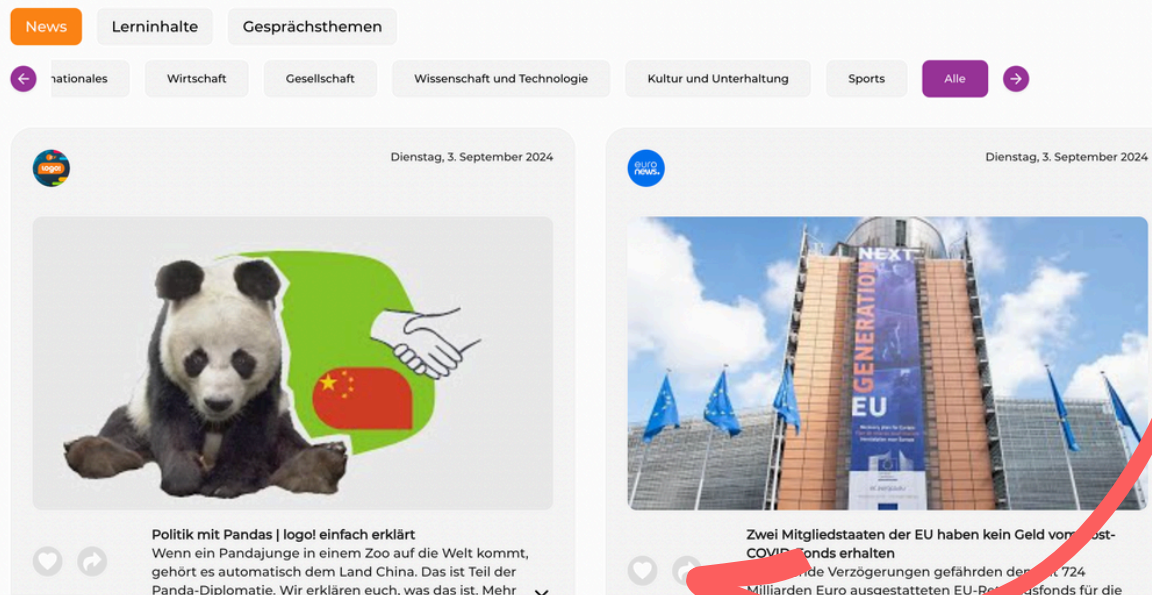 News
Lerninhalte
Gesprächsthemen
nationales
Wirtschaft
Gesellschaft
Wissenschaft und Technologie
Kultur und Unterhaltung
Sports
Alle
logo!
Dienstag, 3. September 2024
Politik mit Pandas | logo! einfach erklärt
Wenn ein Pandajunge in einem Zoo auf die Welt kommt,
gehört es automatisch dem Land China. Das ist Teil der
Panda-Diplomatie. Wir erklären euch, was das ist. Mehr
euro
news.
Dienstag, 3. September 2024
NEXT
GENERATION
EU
Zwei Mitgliedstaaten der EU haben kein Geld vom
COVID-Fonds erhalten
Verzögerungen gefährden 724
Milliarden Euro ausgestatteten für die